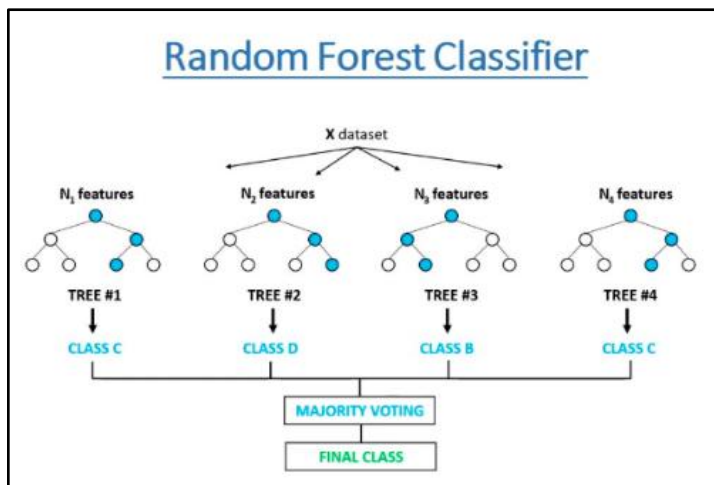 Random Forest Classifier
X dataset
N₁ features N₂ features N₃ features N₄ features
TREE #1 TREE #2 TREE #3 TREE #4
CLASS C CLASS D CLASS B CLASS C
MAJORITY VOTING
FINAL CLASS